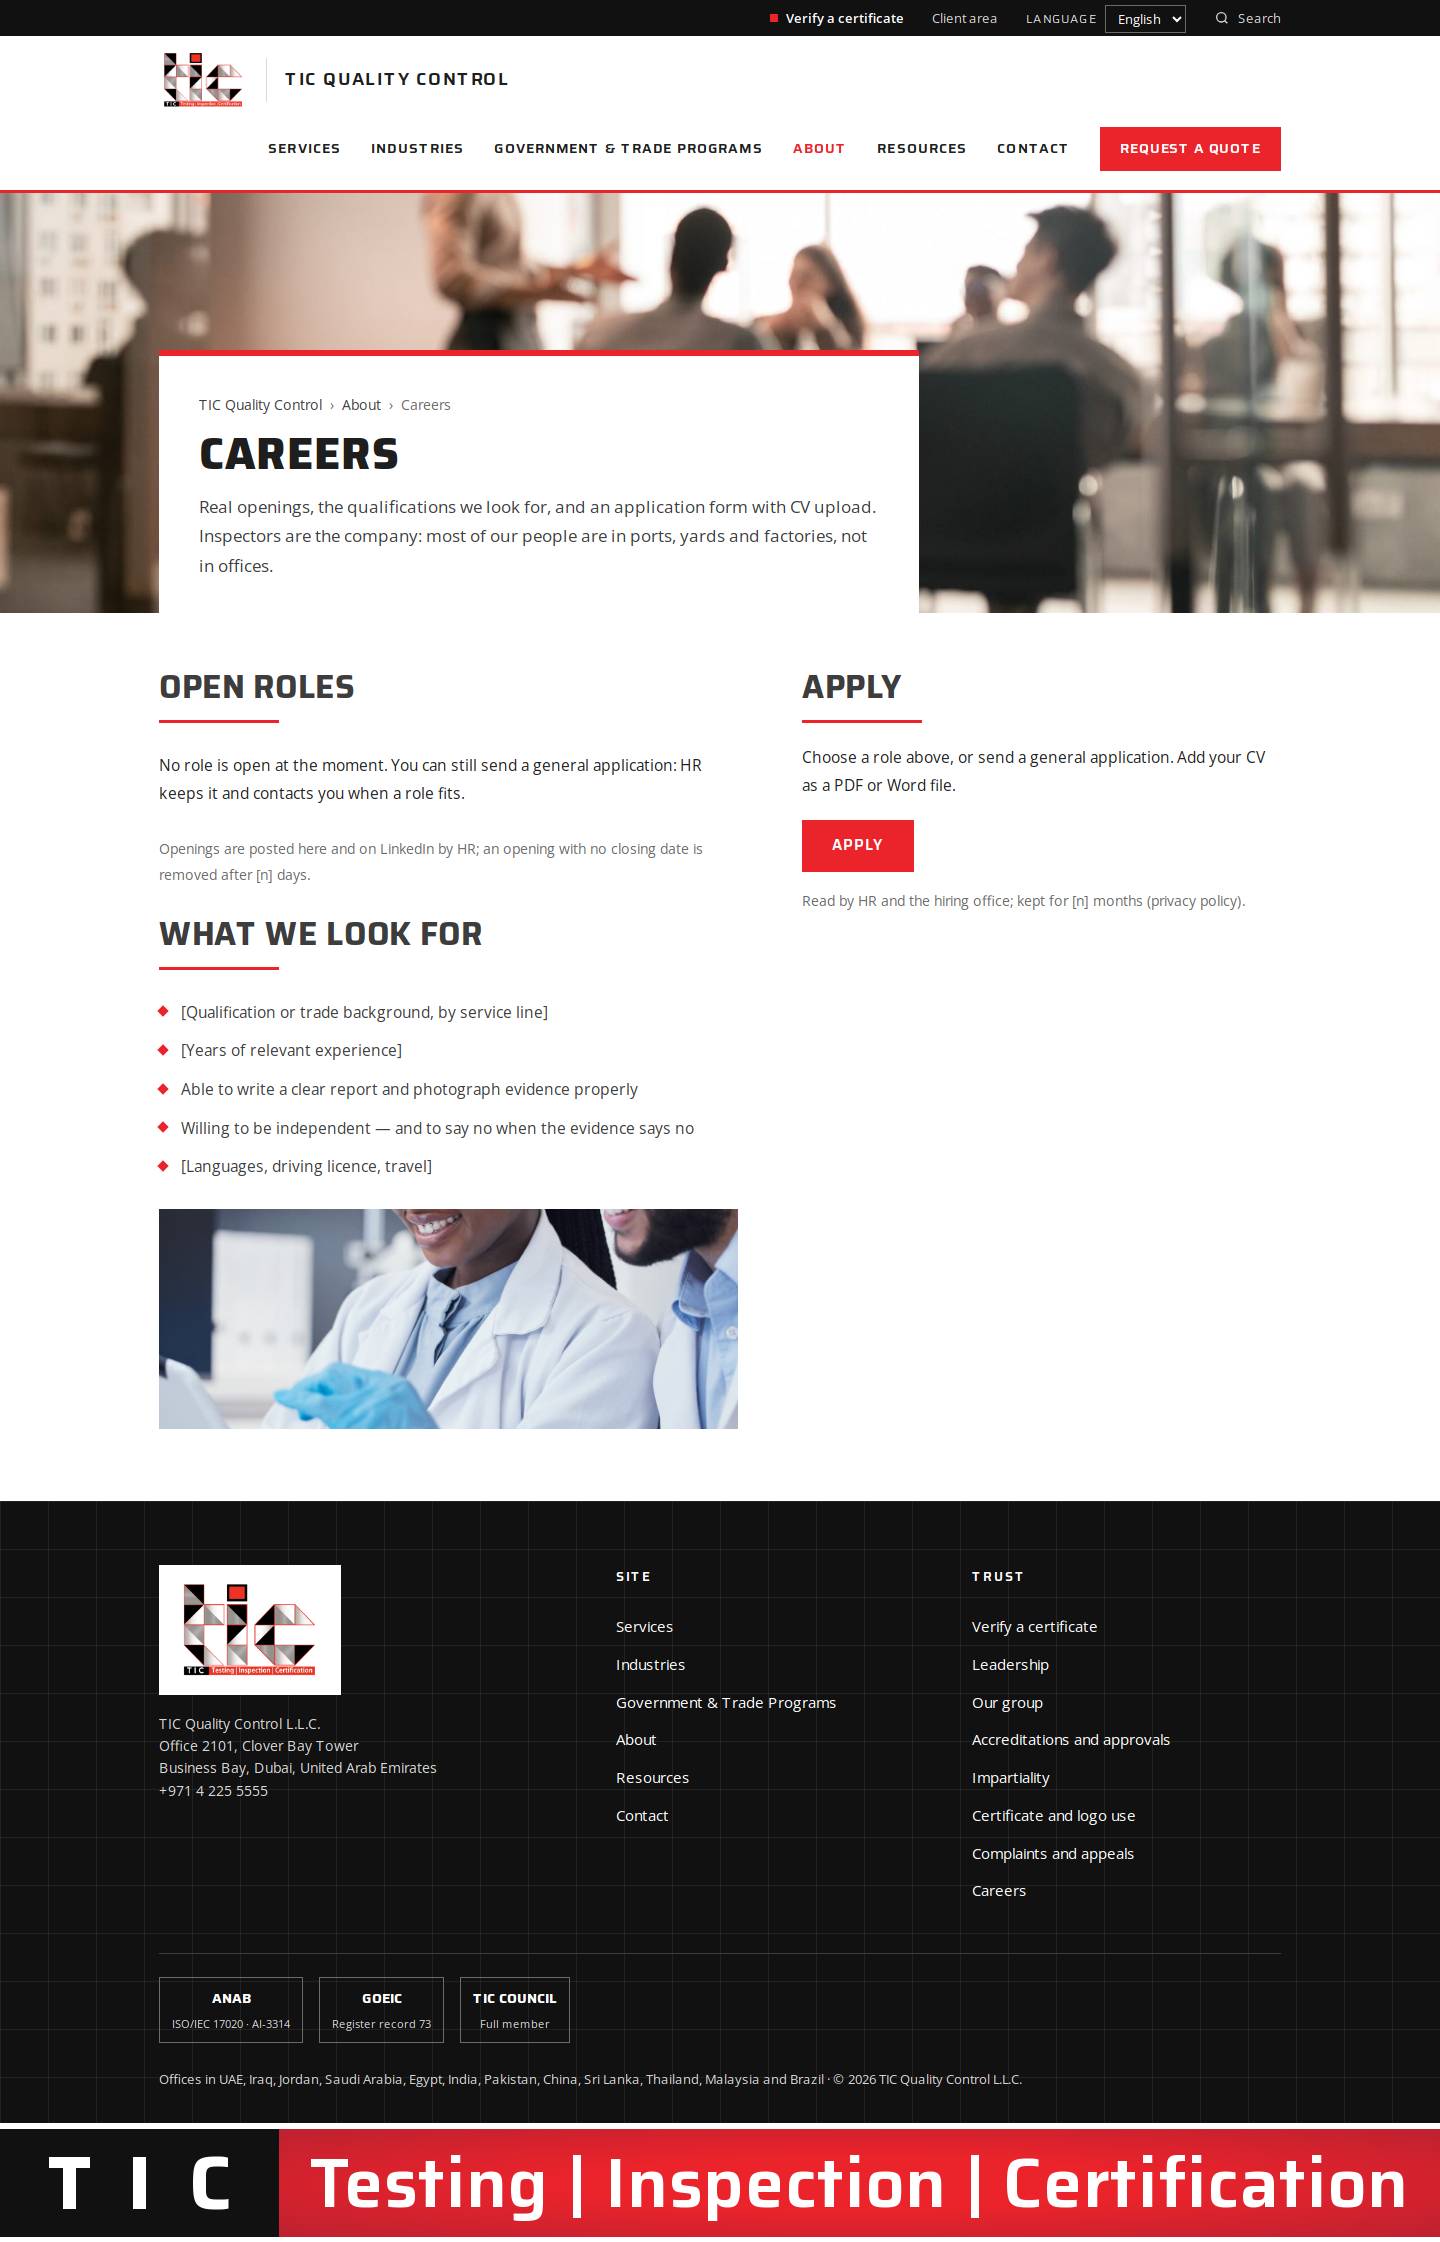 Verify a certificate
Client area
LANGUAGE English
Search
TIC Testing | Inspection | Certification
TIC QUALITY CONTROL
SERVICES
INDUSTRIES
GOVERNMENT & TRADE PROGRAMS
ABOUT
RESOURCES
CONTACT
REQUEST A QUOTE
TIC Quality Control › About › Careers
CAREERS
Real openings, the qualifications we look for, and an application form with CV upload.
Inspectors are the company: most of our people are in ports, yards and factories, not
in offices.
OPEN ROLES
No role is open at the moment. You can still send a general application: HR
keeps it and contacts you when a role fits.
Openings are posted here and on LinkedIn by HR; an opening with no closing date is
removed after [n] days.
WHAT WE LOOK FOR
[Qualification or trade background, by service line]
[Years of relevant experience]
Able to write a clear report and photograph evidence properly
Willing to be independent — and to say no when the evidence says no
[Languages, driving licence, travel]
APPLY
Choose a role above, or send a general application. Add your CV
as a PDF or Word file.
APPLY
Read by HR and the hiring office; kept for [n] months (privacy policy).
TIC Testing | Inspection | Certification
TIC Quality Control L.L.C.
Office 2101, Clover Bay Tower
Business Bay, Dubai, United Arab Emirates
+971 4 225 5555
SITE
Services
Industries
Government & Trade Programs
About
Resources
Contact
TRUST
Verify a certificate
Leadership
Our group
Accreditations and approvals
Impartiality
Certificate and logo use
Complaints and appeals
Careers
ANAB
ISO/IEC 17020 · AI-3314
GOEIC
Register record 73
TIC COUNCIL
Full member
Offices in UAE, Iraq, Jordan, Saudi Arabia, Egypt, India, Pakistan, China, Sri Lanka, Thailand, Malaysia and Brazil · © 2026 TIC Quality Control L.L.C.
TIC Testing | Inspection | Certification